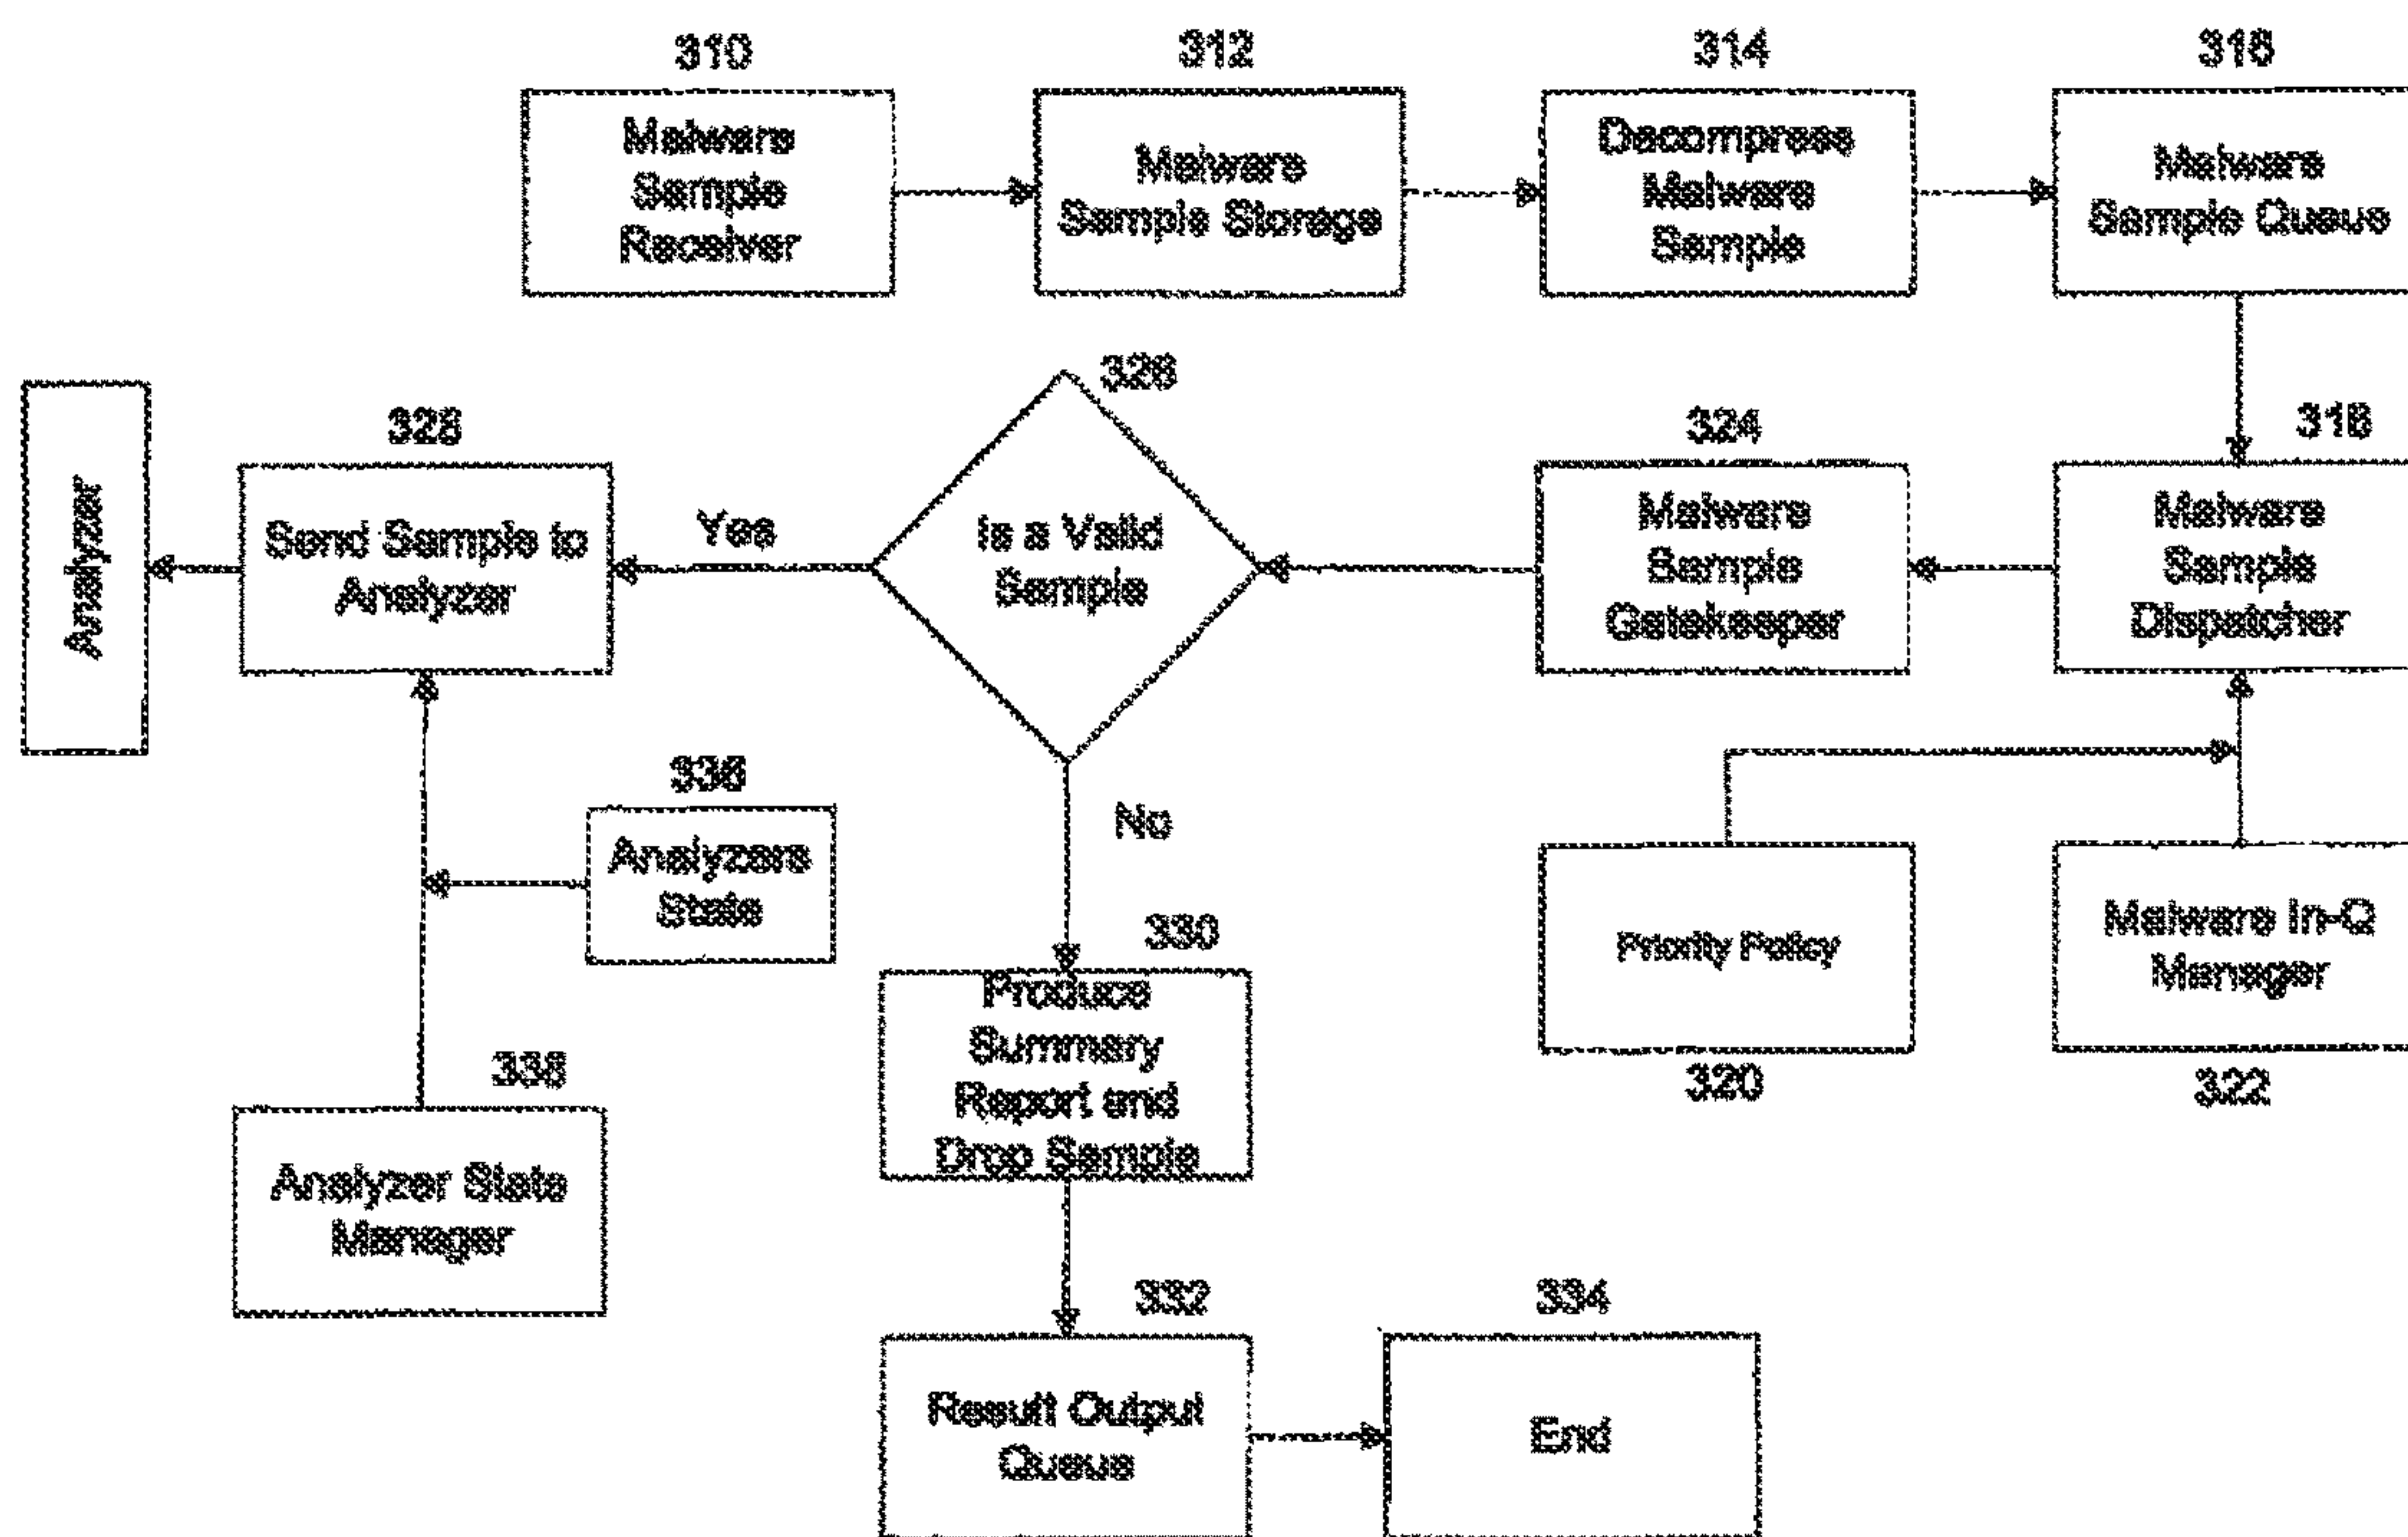 310
312
314
316
Malware
Sample
Receiver
Malware
Sample Storage
Decompress
Malware
Sample
Malware
Sample Queue
326
328
324
318
Analyzer
Send Sample to
Analyzer
Yes
Is a Valid
Sample
Malware
Sample
Gatekeeper
Malware
Sample
Dispatcher
336
Analyzers
State
No
330
Priority Policy
Malware In-Q
Manager
320
322
338
Produce
Summary
Report and
Drop Sample
Analyzer State
Manager
332
334
Result Output
Queue
End